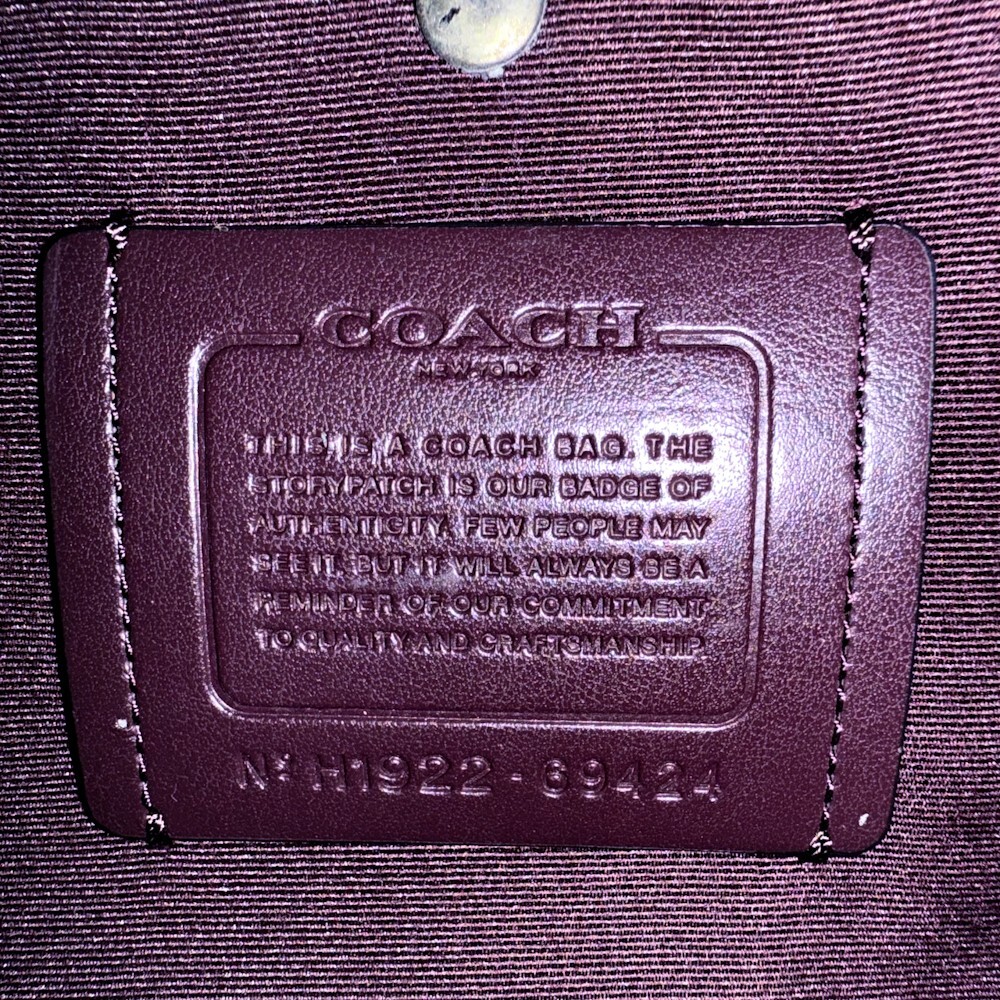 COACH
NEW YORK
THIS IS A COACH BAG. THE
STORYPATCH IS OUR BADGE OF
AUTHENTICITY. FEW PEOPLE MAY
SEE IT, BUT IT WILL ALWAYS BE A
REMINDER OF OUR COMMITMENT
TO QUALITY AND CRAFTSMANSHIP.
Nº H1922 - 69424